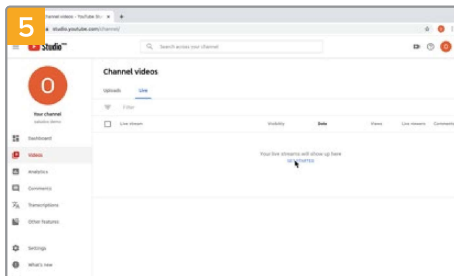 5
channel videos - YouTube Stu
studio.youtube.com/channel/
Studio
Search across your channel
O
O
Channel videos
Uploads Live
Filter
Your channel
Live stream Visibility Date Views Live viewers Comments
Dashboard
Videos
Your live streams will show up here
GET STARTED
Analytics
Comments
Transcriptions
Other features
Settings
What's new